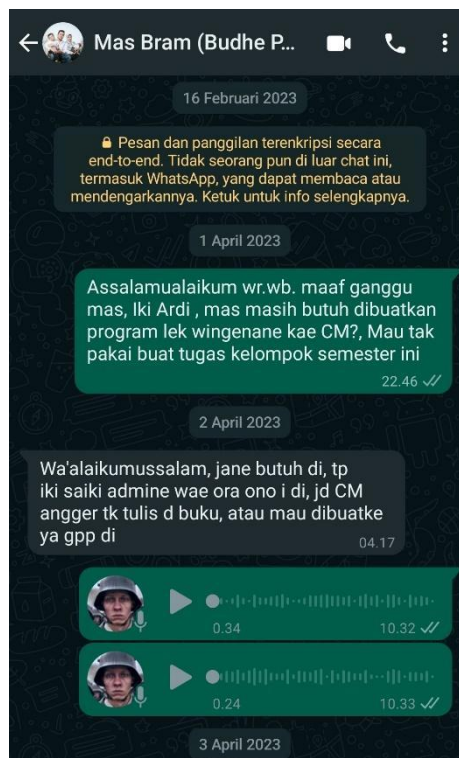 Mas Bram (Budhe P...
16 Februari 2023
Pesan dan panggilan terenkripsi secara
end-to-end. Tidak seorang pun di luar chat ini,
termasuk WhatsApp, yang dapat membaca atau
mendengarkannya. Ketuk untuk info selengkapnya.
1 April 2023
Assalamualaikum wr.wb. maaf ganggu
mas, Iki Ardi , mas masih butuh dibuatkan
program lek wingenane kae CM?, Mau tak
pakai buat tugas kelompok semester ini
22.46
2 April 2023
Wa'alaikumussalam, jane butuh di, tp
iki saiki admine wae ora ono i di, jd CM
angger tk tulis d buku, atau mau dibuatke
ya gpp di
04.17
0.34 10.32
0.24 10.33
3 April 2023